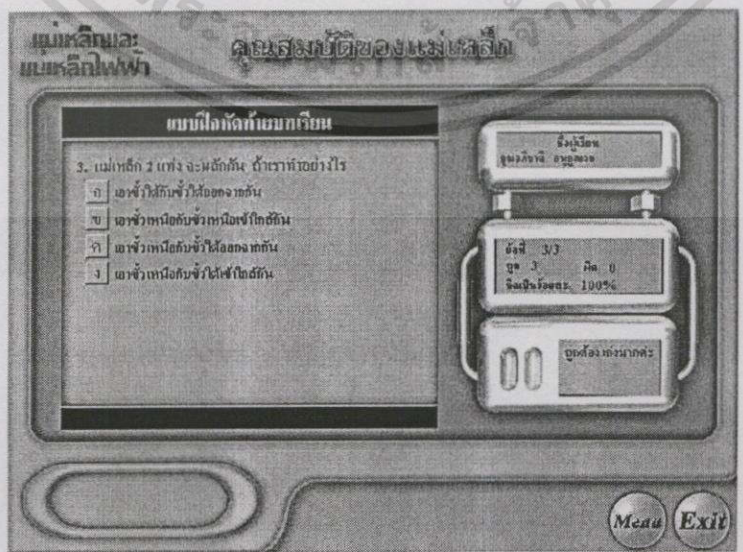 แม่เหล็กและ
แม่เหล็กไฟฟ้า
คุณสมบัติของแม่เหล็ก
แบบฝึกหัดท้ายบทเรียน
3. แม่เหล็ก 2 แท่ง จะผลักกัน ถ้าเราทำอย่างไร
ก เอาขั้วใต้กับขั้วใต้ออกจากกัน
ข เอาขั้วเหนือกับขั้วเหนือเข้าใกล้กัน
ค เอาขั้วเหนือกับขั้วใต้ออกจากกัน
ง เอาขั้วเหนือกับขั้วใต้เข้าใกล้กัน
ชื่อผู้เรียน
ข้อที่ 3/3
ถูก 3 ผิด 0
คิดเป็นร้อยละ 100%
ถูกต้อง เก่งมากค่ะ
Menu
Exit